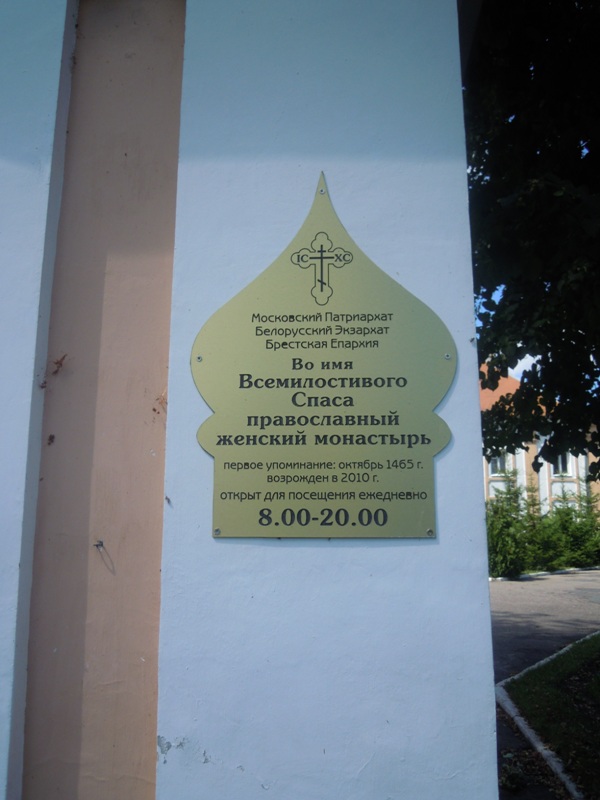 IC XC
Московский Патриархат
Белорусский Экзархат
Брестская Епархия
Во имя
Всемилостивого
Спаса
православный
женский монастырь
первое упоминание: октябрь 1465 г.
возрожден в 2010 г.
открыт для посещения ежедневно
8.00-20.00